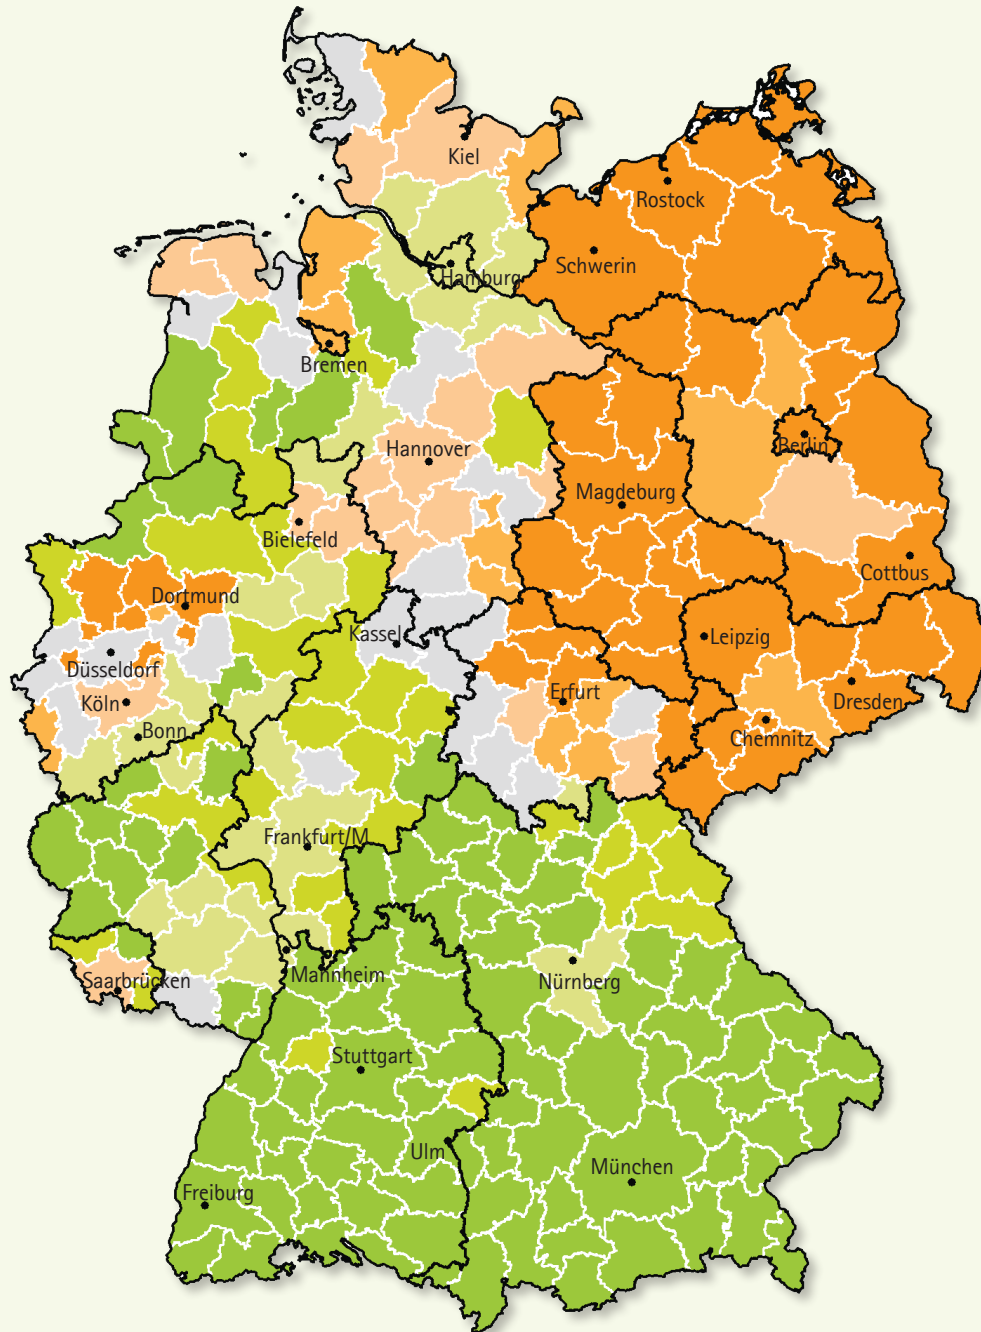 Kiel
Rostock
Schwerin
Hamburg
Bremen
Berlin
Hannover
Magdeburg
Bielefeld
Cottbus
Dortmund
Leipzig
Kassel
Düsseldorf
Erfurt
Dresden
Köln
Bonn
Chemnitz
Frankfurt/M
Saarbrücken
Mannheim
Nürnberg
Stuttgart
Ulm
München
Freiburg